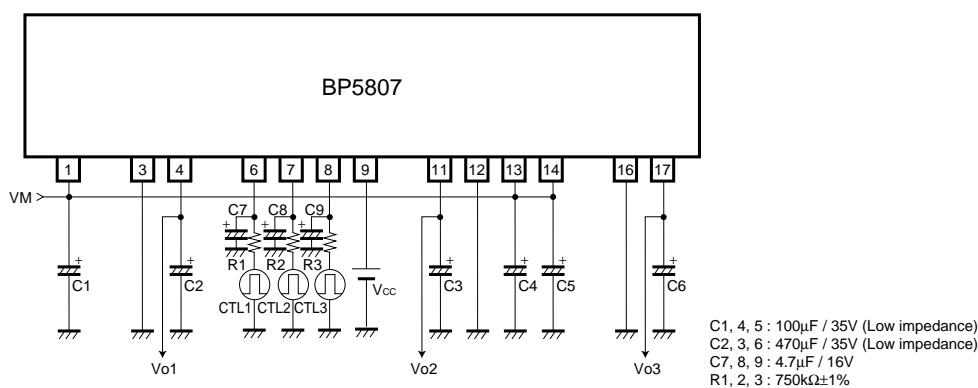 BP5807
1 3 4 6 7 8 9 11 12 13 14 16 17
VM
C7 C8 C9
R1 R2 R3
C1 C2 Vcc C3 C4 C5 C6
CTL1 CTL2 CTL3
Vo1 Vo2 Vo3
C1, 4, 5 : 100μF / 35V (Low impedance)
C2, 3, 6 : 470μF / 35V (Low impedance)
C7, 8, 9 : 4.7μF / 16V
R1, 2, 3 : 750kΩ±1%